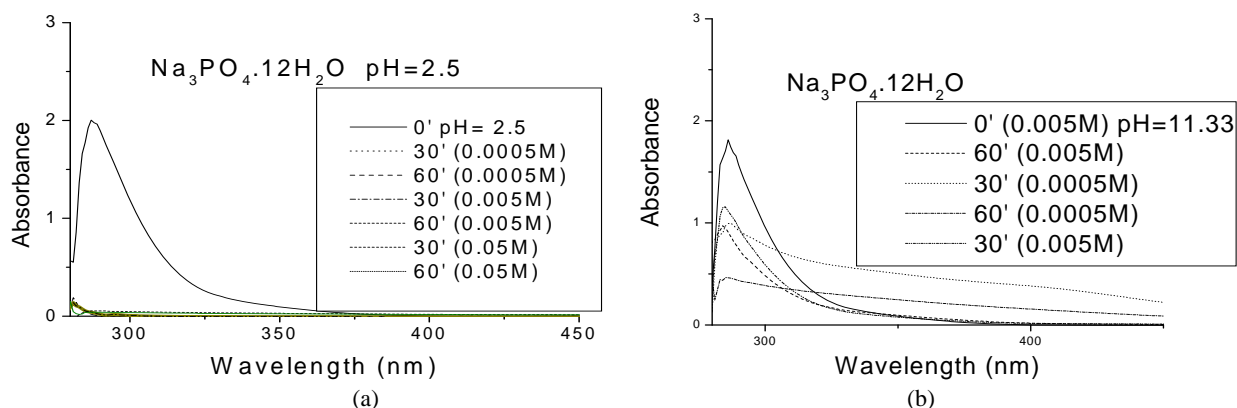 3
2
1
0
Absorbance
Na₃PO₄.12H₂O pH=2.5
0' pH= 2.5
30' (0.0005M)
60' (0.0005M)
30' (0.005M)
60' (0.005M)
30' (0.05M)
60' (0.05M)
300 350 400 450
Wavelength (nm)
(a)
3
2
1
0
Absorbance
Na₃PO₄.12H₂O
0' (0.005M) pH=11.33
60' (0.005M)
30' (0.0005M)
60' (0.0005M)
30' (0.005M)
300 400
Wavelength (nm)
(b)